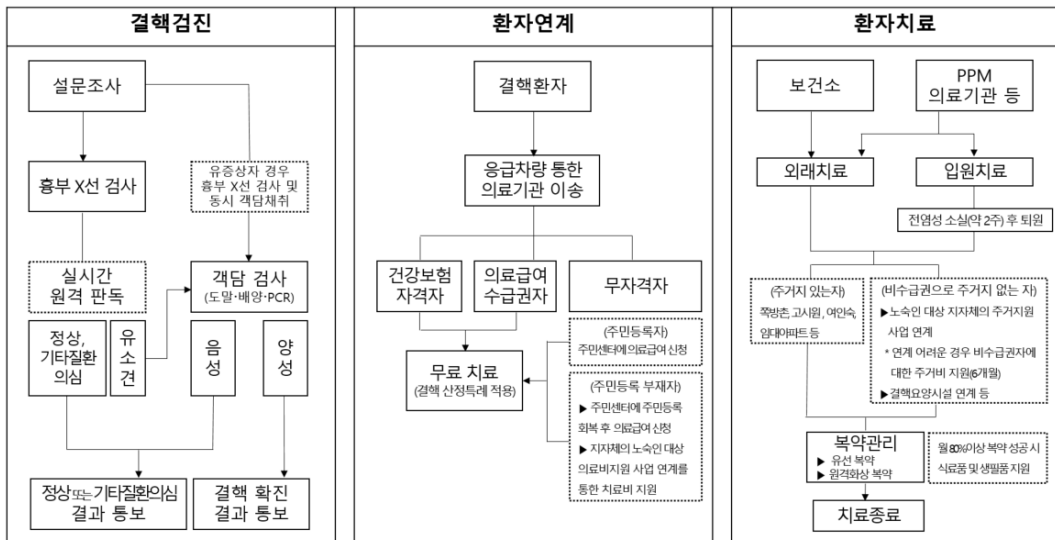 결핵검진
설문조사
유증상자 경우
흉부 X선 검사 및
동시 객담채취
흉부 X선 검사
실시간
원격 판독
객담 검사
(도말·배양·PCR)
정상,
기타질환
의심
유
소
견
음
성
양
성
정상 또는 기타질환의심
결과 통보
결핵 확진
결과 통보
환자연계
결핵환자
응급차량 통한
의료기관 이송
건강보험
자격자
의료급여
수급권자
무자격자
무료 치료
(결핵 산정특례 적용)
(주민등록자)
주민센터에 의료급여 신청
(주민등록 부재자)
▶ 주민센터에 주민등록
회복 후 의료급여 신청
▶ 지자체의 노숙인 대상
의료비지원 사업 연계를
통한 치료비 지원
환자치료
보건소
PPM
의료기관 등
외래치료
입원치료
전염성 소실(약 2주) 후 퇴원
(주거지 있는자)
쪽방촌, 고시원, 여인숙,
임대아파트 등
(비수급권으로 주거지 없는 자)
▶노숙인 대상 지자체의 주거지원
사업 연계
* 연계 어려운 경우 비수급권자에
대한 주거비 지원(6개월)
▶결핵요양시설 연계 등
복약관리
▶ 유선 복약
▶ 원격화상 복약
월 80%이상 복약 성공 시
식료품 및 생필품 지원
치료종료